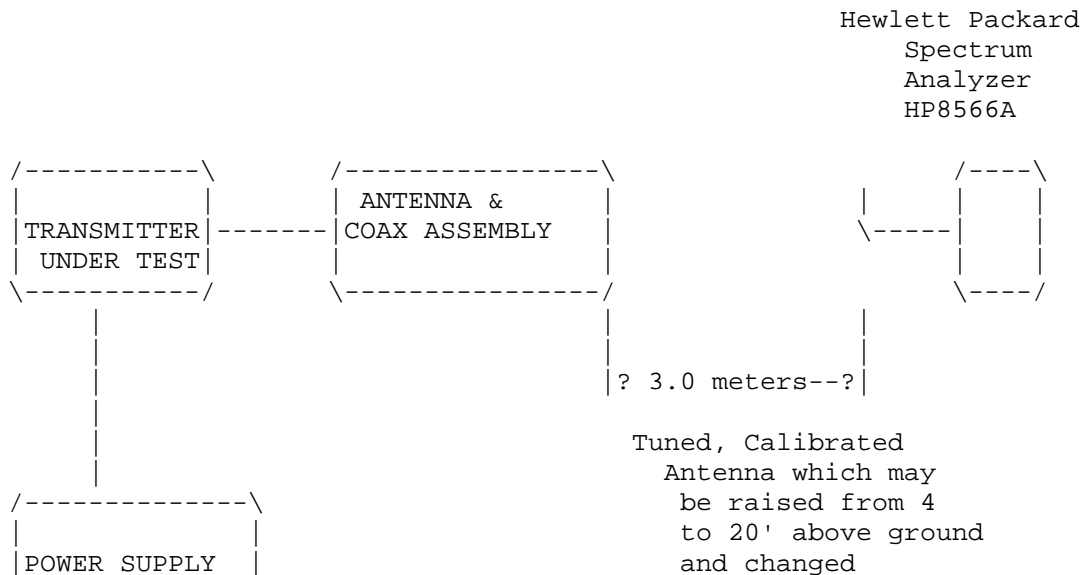 Hewlett Packard
Spectrum
Analyzer
HP8566A
TRANSMITTER
UNDER TEST
ANTENNA &
COAX ASSEMBLY
? 3.0 meters--?
Tuned, Calibrated
Antenna which may
be raised from 4
to 20' above ground
and changed
POWER SUPPLY